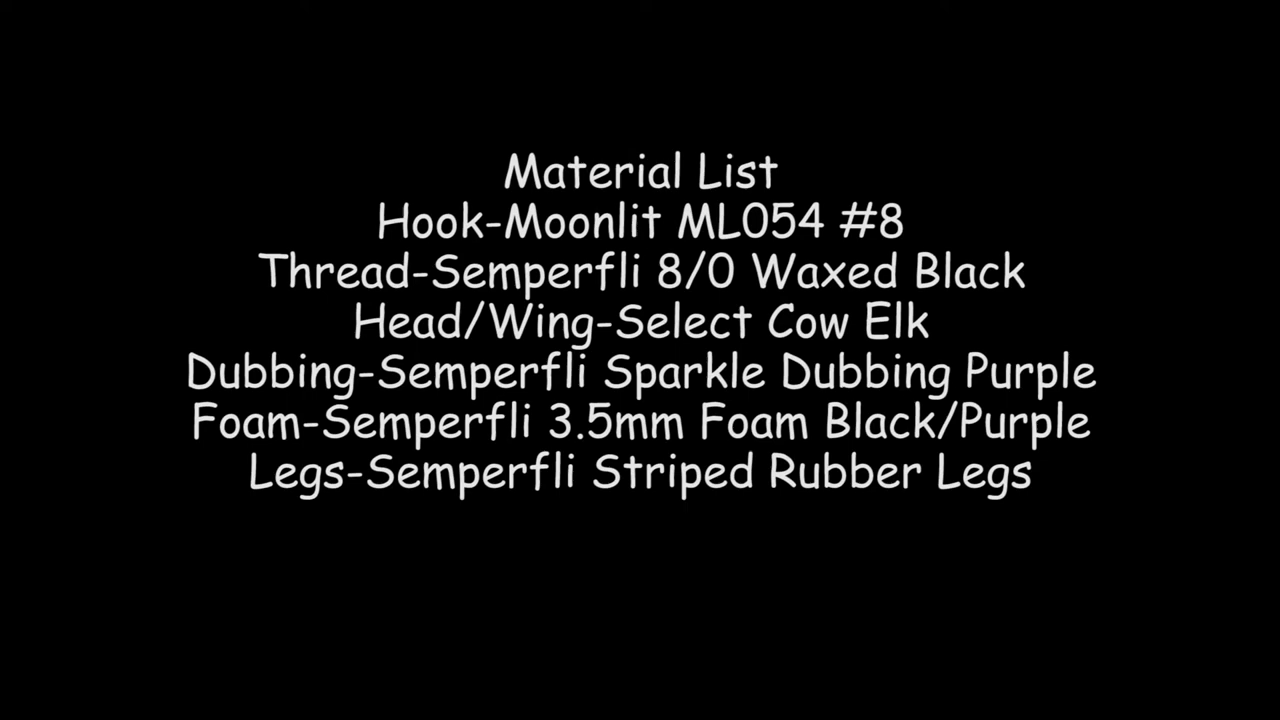 Material List
Hook-Moonlit ML054 #8
Thread-Semperfli 8/0 Waxed Black
Head/Wing-Select Cow Elk
Dubbing-Semperfli Sparkle Dubbing Purple
Foam-Semperfli 3.5mm Foam Black/Purple
Legs-Semperfli Striped Rubber Legs